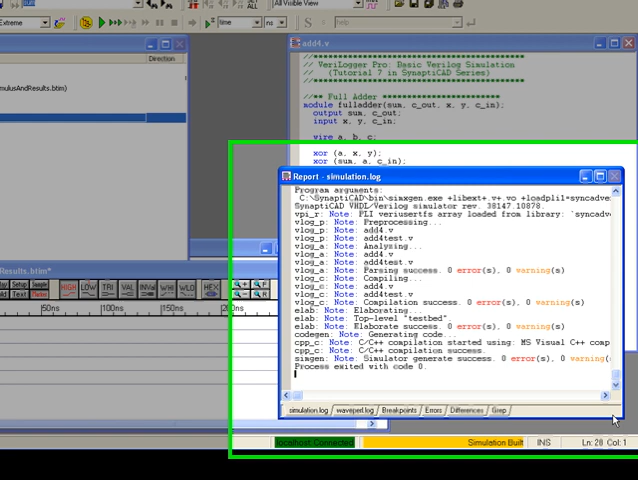 Extreme
All Visible View
time
help
add4.v
Direction
mulusAndResults.btim)
//*****************************************
// VeriLogger Pro: Basic Verilog Simulation
// (Tutorial 7 in SynaptiCAD Series)
//*****************************************
//** Full Adder ************************
module fulladder(sum, c_out, x, y, c_in);
output sum, c_out;
input x, y, c_in;
wire a, b, c;
xor (a, x, y);
xor (sum, a, c_in);
Report - simulation.log
Program arguments:
C:\SynaptiCAD\bin\simxgen.exe +libext+.v+.vo +loadpli1=syncadve
SynaptiCAD VHDL/Verilog simulator rev. 38147.10878.
vpi_r: Note: PLI veriusertfs array loaded from library: `syncadv
vlog_p: Note: Preprocessing...
vlog_p: Note: add4.v
vlog_p: Note: add4test.v
vlog_a: Note: Analysing...
vlog_a: Note: add4.v
vlog_a: Note: add4test.v
vlog_a: Note: Parsing success. 0 error(s), 0 warning(s)
vlog_c: Note: Compiling...
vlog_c: Note: add4.v
vlog_c: Note: add4test.v
vlog_c: Note: Compilation success. 0 error(s), 0 warning(s)
elab: Note: Elaborating...
elab: Note: Top-level "testbed".
elab: Note: Elaborate success. 0 error(s), 0 warning(s)
codegen: Note: Generating code...
cpp_c: Note: C/C++ compilation started using: MS Visual C++ comp
cpp_c: Note: C/C++ compilation success.
simgen: Note: Simulator generate success. 0 error(s), 0 warning(
Process exited with code 0.
simulation.log waveperl.log Breakpoints Errors Differences Grep
Results.btim*
Setup Sample
Text Marker
HIGH LOW TRI VAL INVal WHI WLO HEX
50ns 100ns 150ns 200ns
localhost: Connected Simulation Built INS Ln: 28 Col: 1